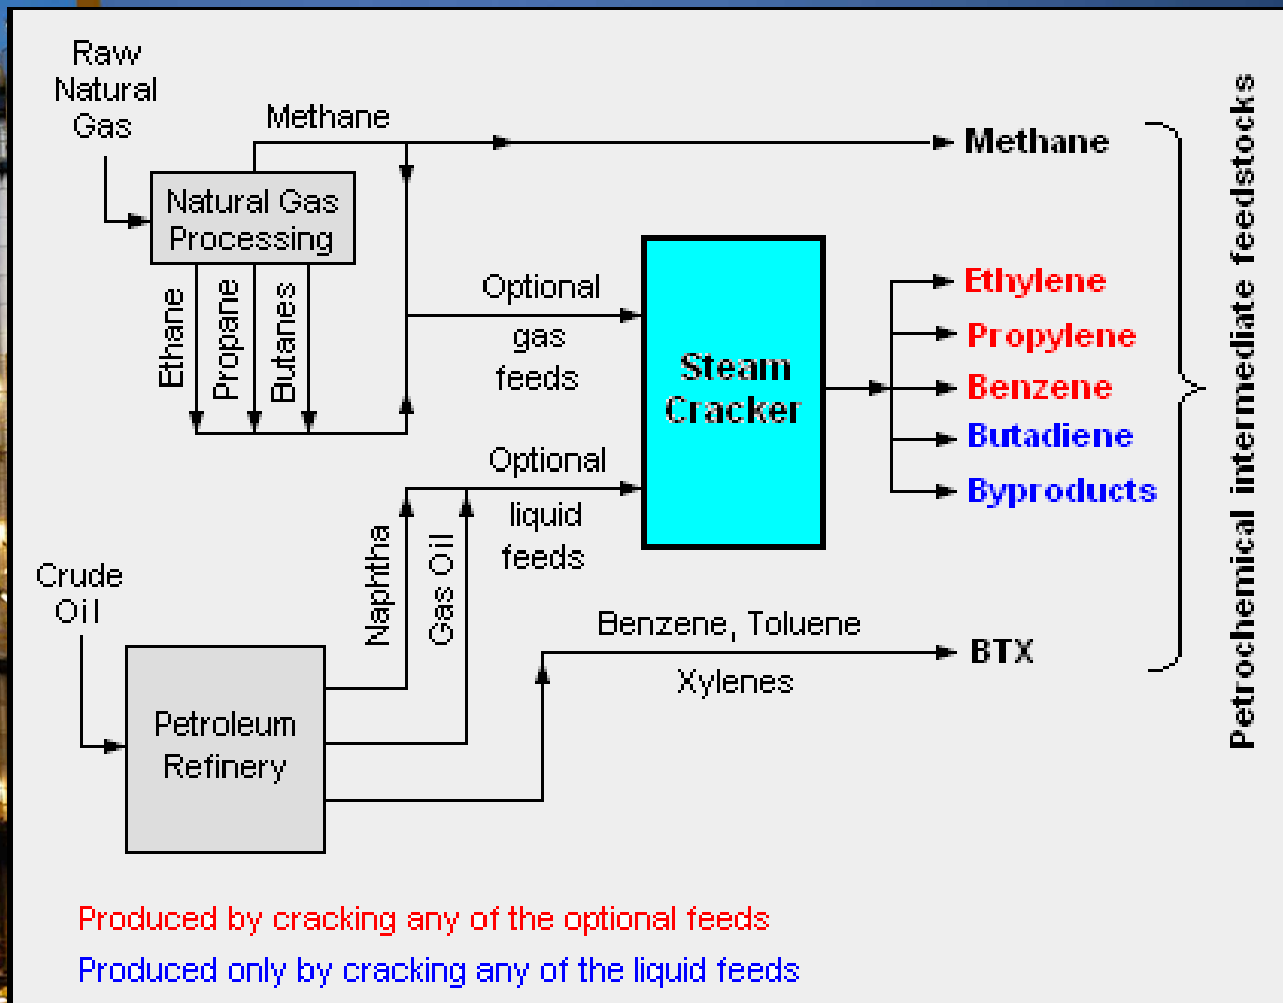 Raw
Natural
Gas
Methane
Methane
Natural Gas
Processing
Ethane
Propane
Butanes
Optional
gas
feeds
Steam
Cracker
Ethylene
Propylene
Benzene
Butadiene
Byproducts
Optional
liquid
feeds
Naphtha
Gas Oil
Crude
Oil
Petroleum
Refinery
Benzene, Toluene
Xylenes
BTX
Petrochemical intermediate feedstocks
Produced by cracking any of the optional feeds
Produced only by cracking any of the liquid feeds